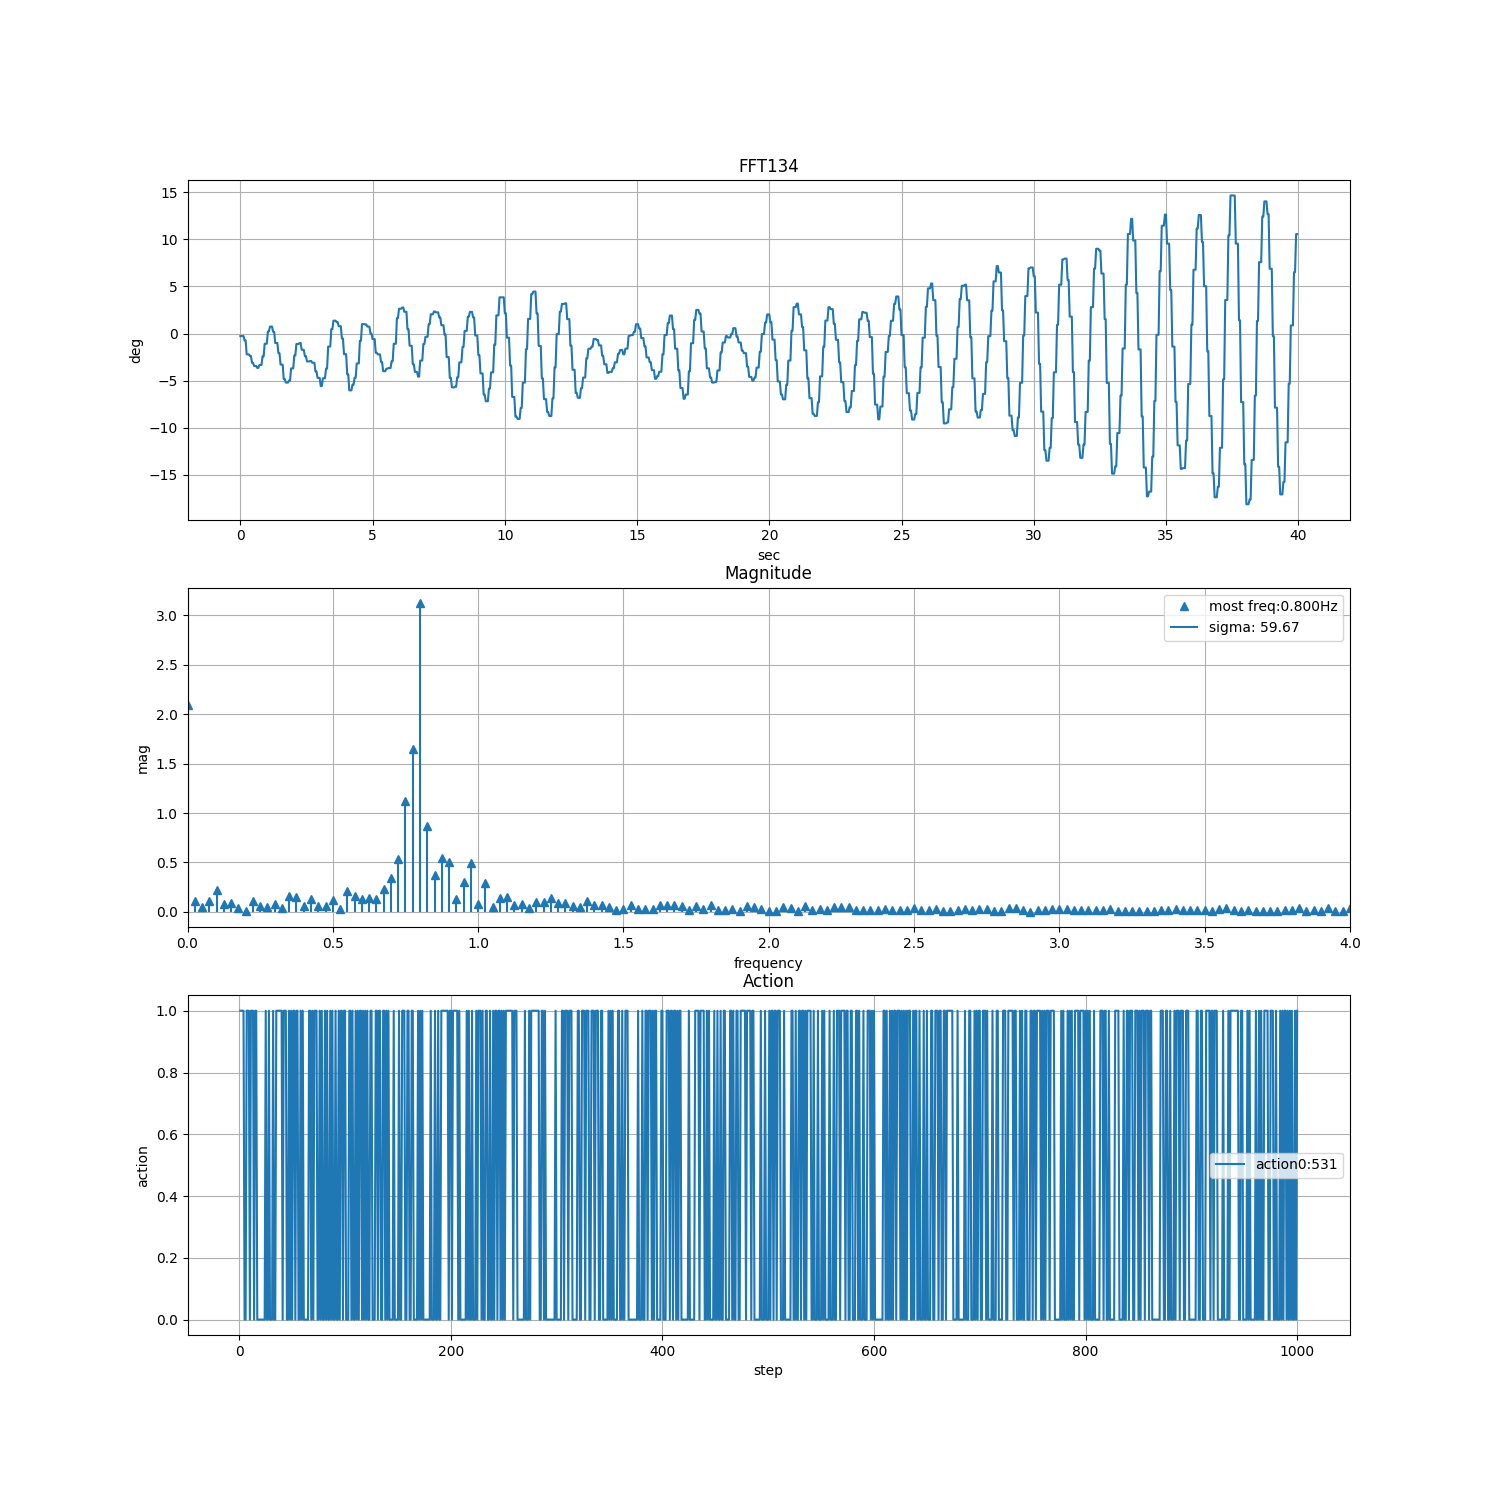 FFT134
15
10
5
0
−5
−10
−15
deg
0 5 10 15 20 25 30 35 40
sec
Magnitude
3.0
2.5
2.0
1.5
1.0
0.5
0.0
mag
most freq:0.800Hz
sigma: 59.67
0.0 0.5 1.0 1.5 2.0 2.5 3.0 3.5 4.0
frequency
Action
1.0
0.8
0.6
0.4
0.2
0.0
action
action0:531
0 200 400 600 800 1000
step